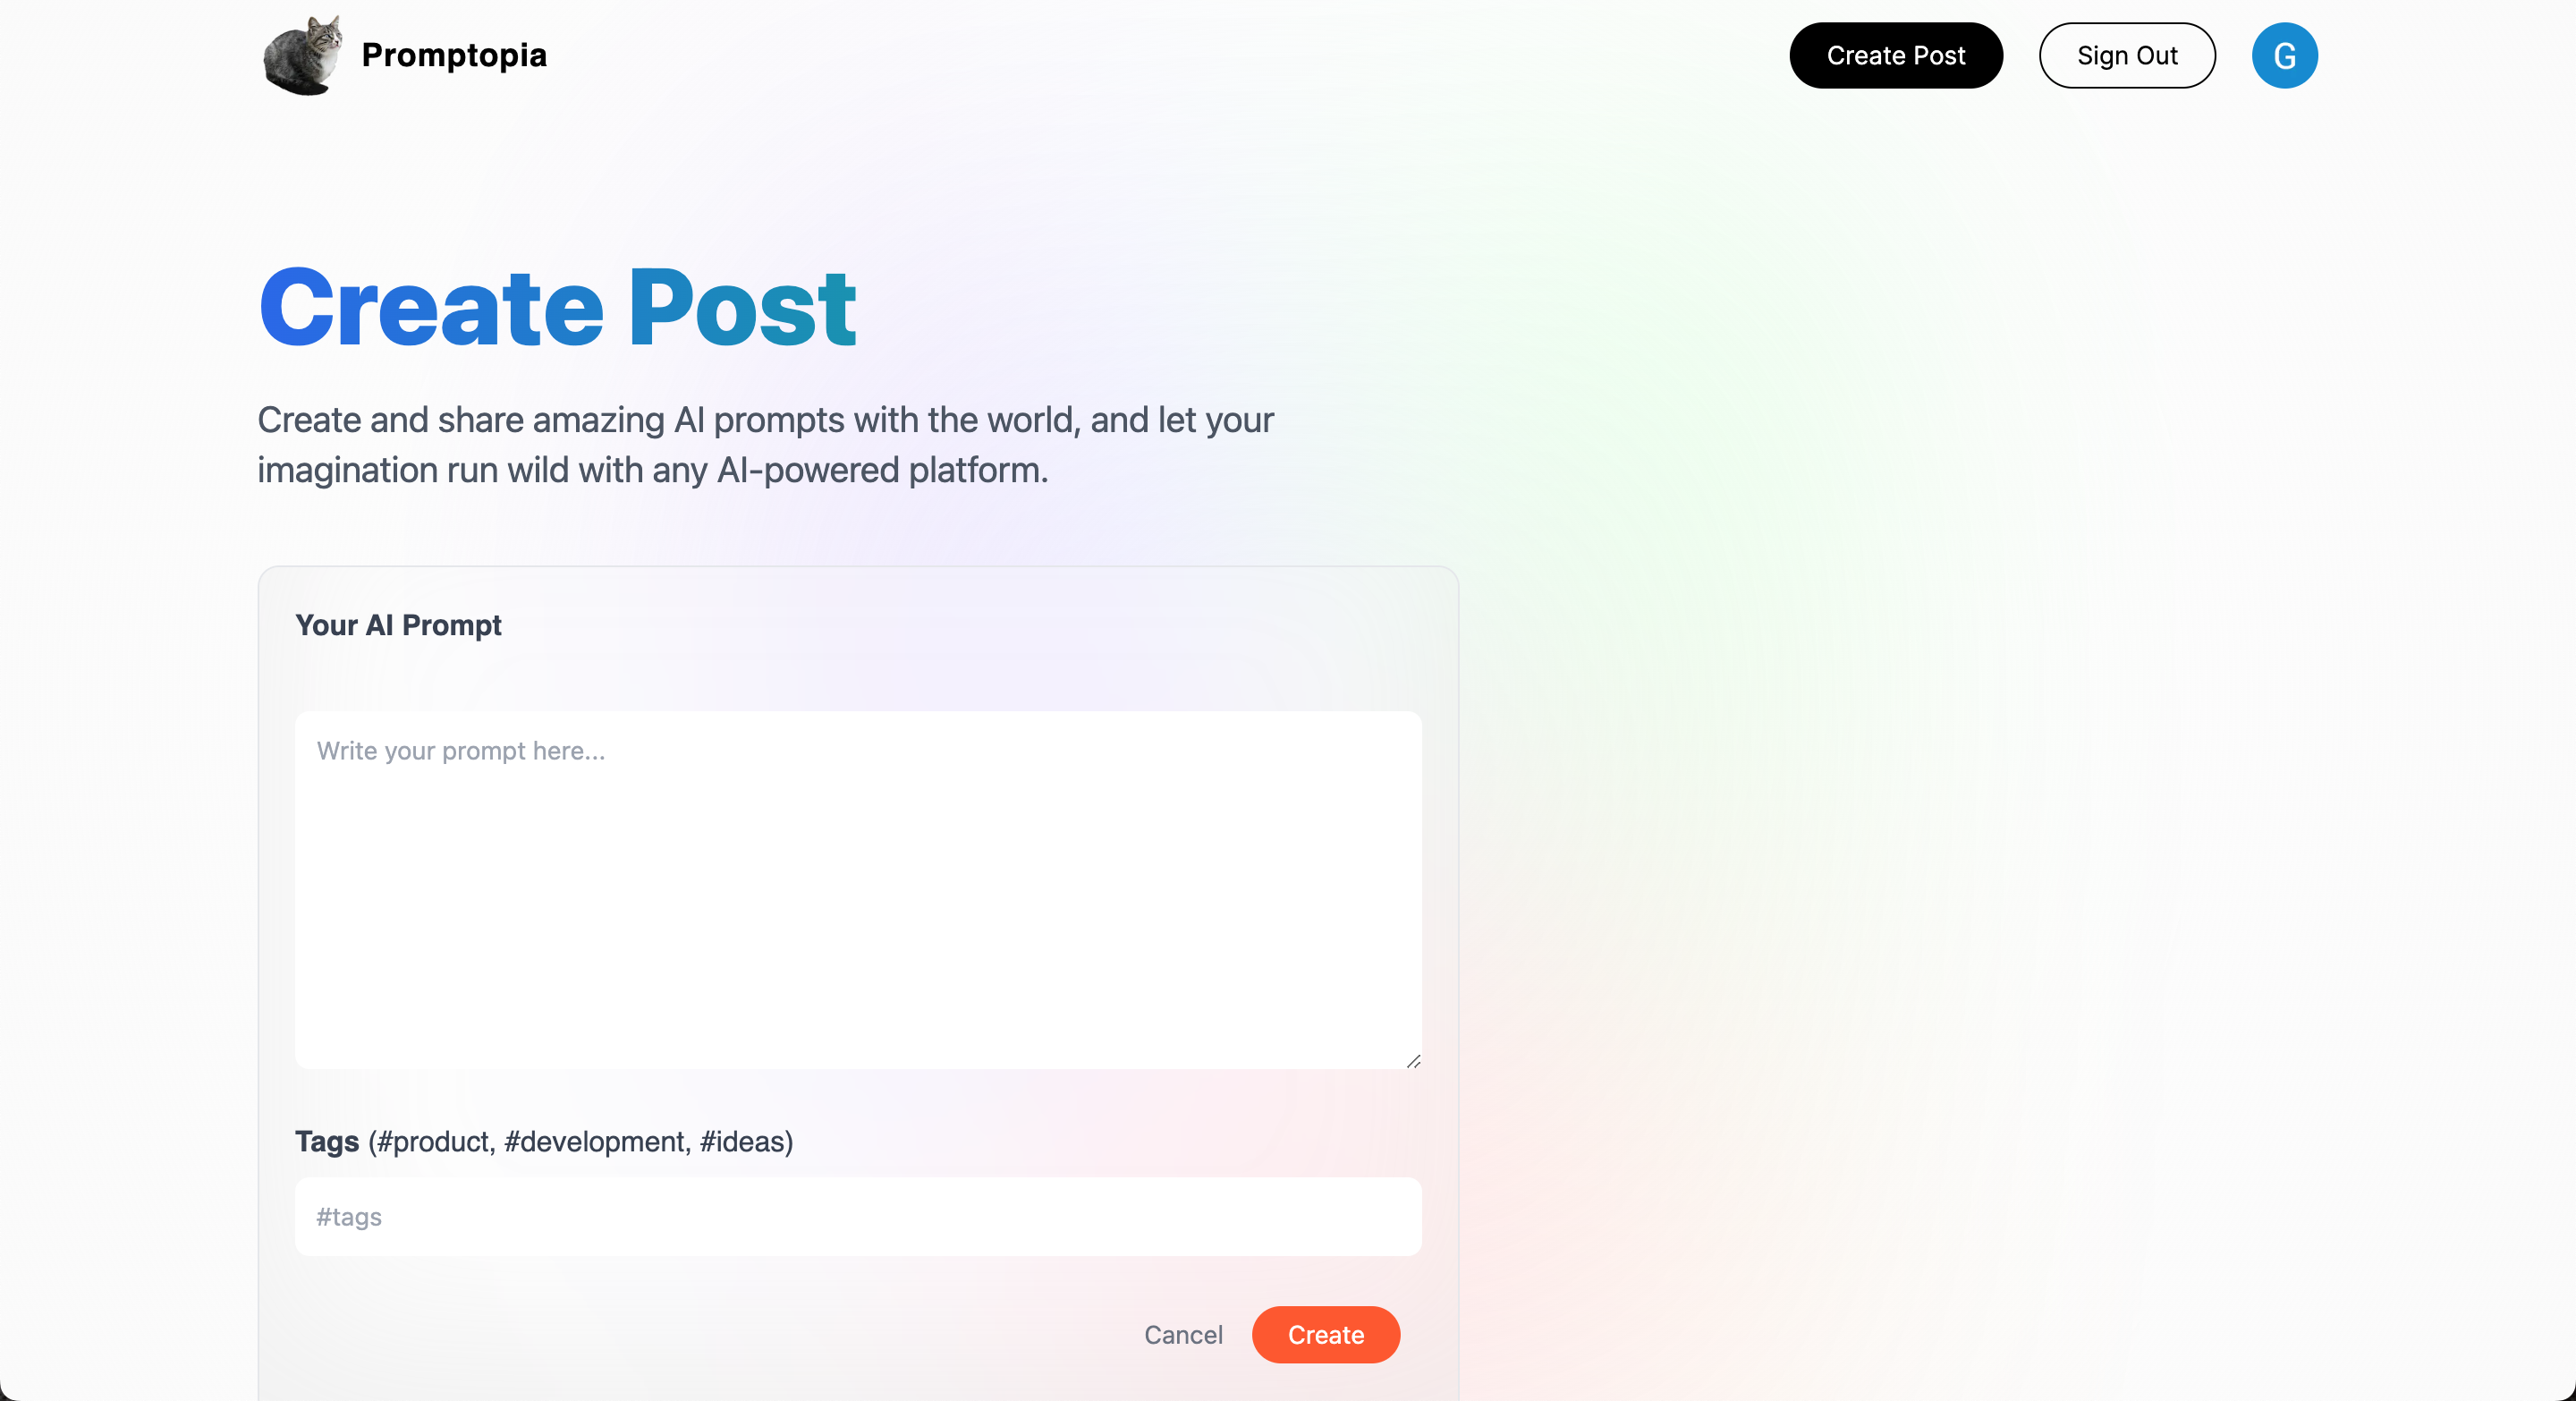 Promptopia
Create Post
Sign Out
G
Create Post
Create and share amazing AI prompts with the world, and let your
imagination run wild with any AI-powered platform.
Your AI Prompt
Write your prompt here...
Tags (#product, #development, #ideas)
#tags
Cancel
Create